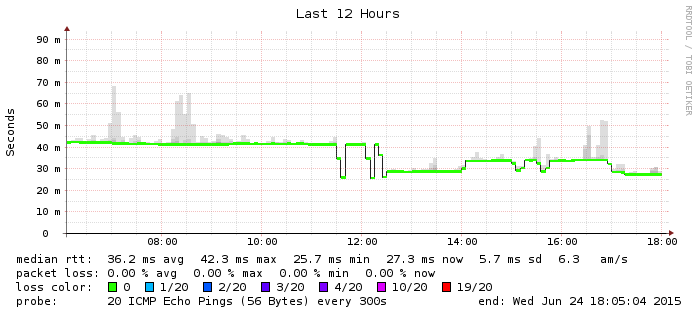 Last 12 Hours
RRDTOOL / TOBI OETIKER
Seconds
90 m
80 m
70 m
60 m
50 m
40 m
30 m
20 m
10 m
0
08:00 10:00 12:00 14:00 16:00 18:00
median rtt: 36.2 ms avg 42.3 ms max 25.7 ms min 27.3 ms now 5.7 ms sd 6.3 am/s
packet loss: 0.00 % avg 0.00 % max 0.00 % min 0.00 % now
loss color: 0 1/20 2/20 3/20 4/20 10/20 19/20
probe: 20 ICMP Echo Pings (56 Bytes) every 300s end: Wed Jun 24 18:05:04 2015